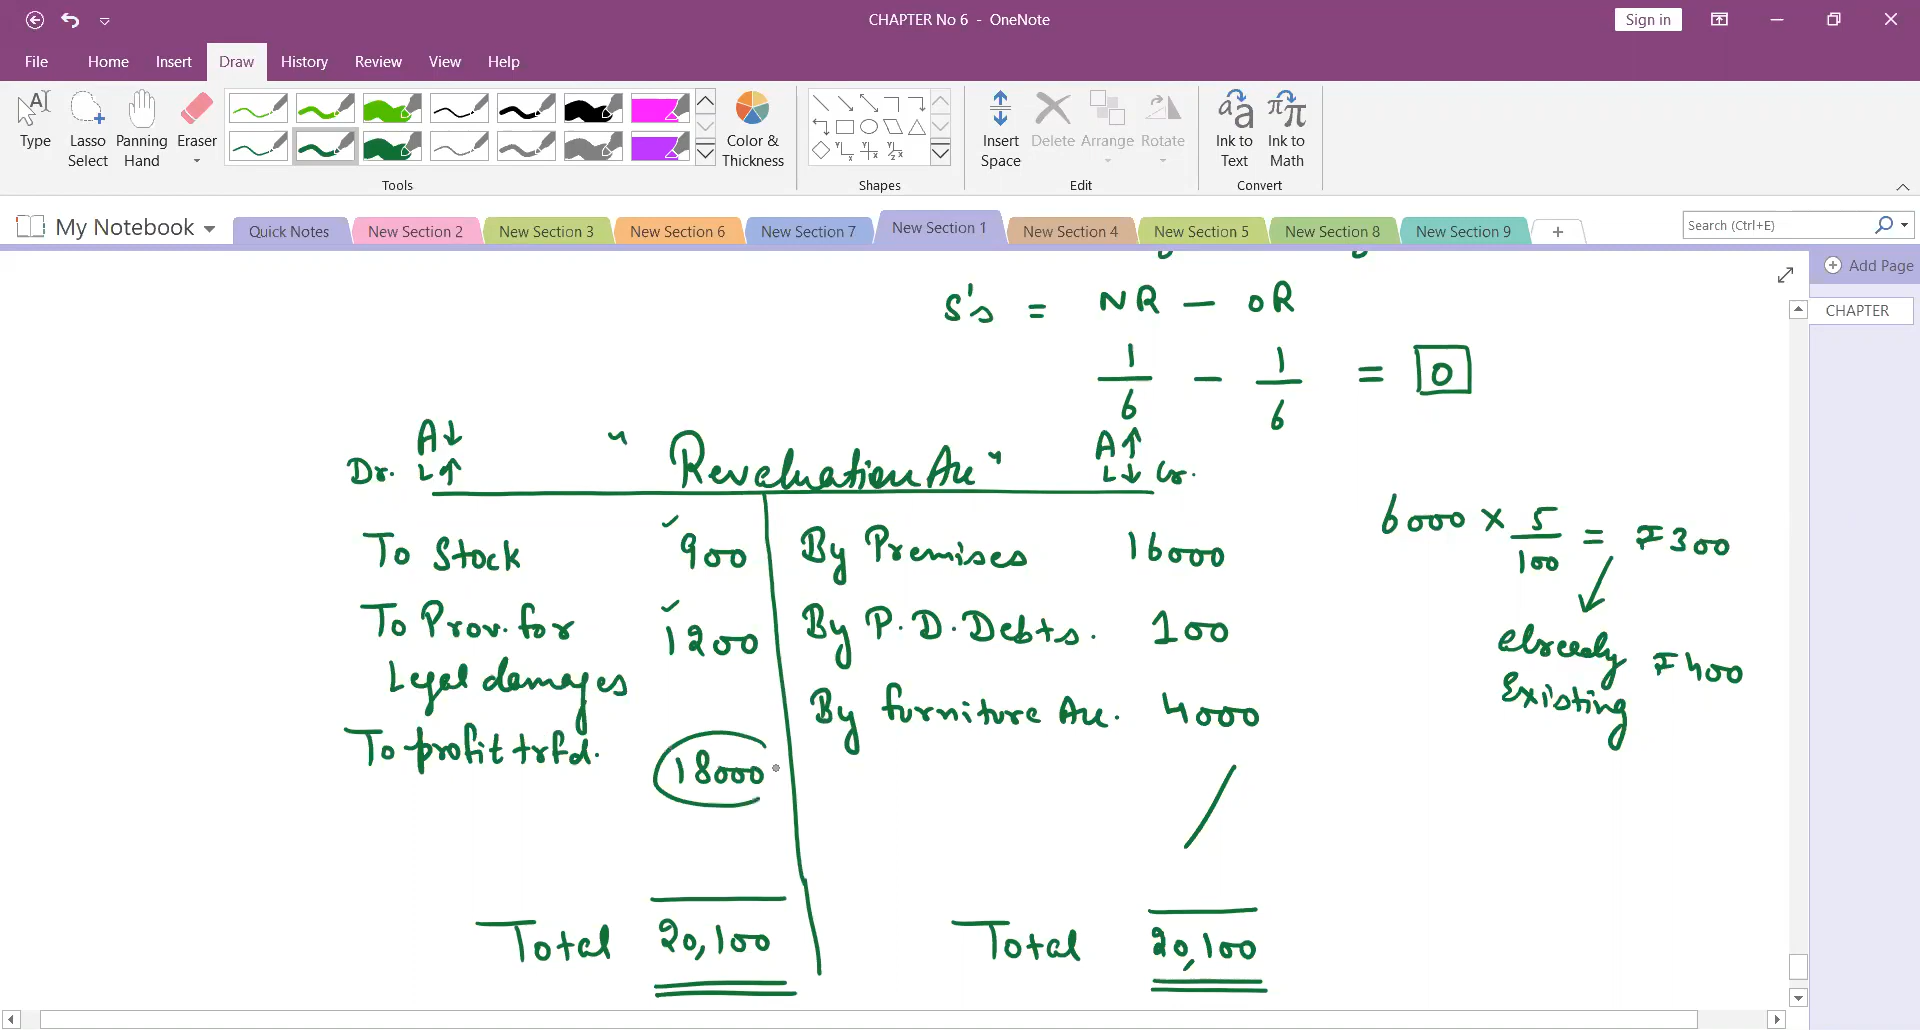 CHAPTER No 6 - OneNote
Sign in
File Home Insert Draw History Review View Help
Type
Lasso Select
Panning Hand
Eraser
Color & Thickness
Insert Space
Delete
Arrange
Rotate
Ink to Text
Ink to Math
Tools
Shapes
Edit
Convert
My Notebook
Quick Notes
New Section 2
New Section 3
New Section 6
New Section 7
New Section 1
New Section 4
New Section 5
New Section 8
New Section 9
Search (Ctrl+E)
Add Page
CHAPTER
S's = NR - OR
1/6 - 1/6 = 0
Dr. A↓ L↑ "Revaluation A/c" A↑ L↓ Cr.
To Stock 900 By Premises 16000
To Prov. for Legal damages 1200 By P.D.Debts. 100
To profit trfd. 18000 By furniture A/c. 4000
Total 20,100 Total 20,100
6000 × 5/100 = ₹300
already Existing ₹400